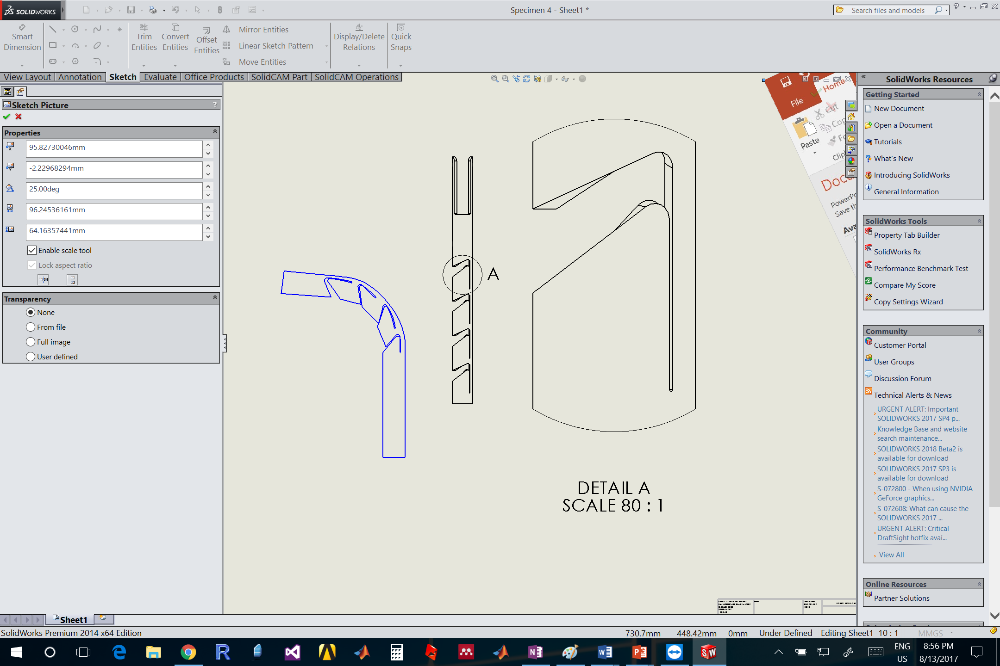 SOLIDWORKS
Specimen 4 - Sheet1 *
Search files and models
Smart Dimension
Trim Entities
Convert Entities
Offset Entities
Mirror Entities
Linear Sketch Pattern
Move Entities
Display/Delete Relations
Quick Snaps
View Layout
Annotation
Sketch
Evaluate
Office Products
SolidCAM Part
SolidCAM Operations
Sketch Picture
?
Properties
95.82730046mm
-2.22968294mm
25.00deg
96.24536161mm
64.16357441mm
Enable scale tool
Lock aspect ratio
Transparency
None
From file
Full image
User defined
A
DETAIL A
SCALE 80 : 1
File
Home
Cut
Paste
PowerPo
Save th
Ava
SolidWorks Resources
Getting Started
New Document
Open a Document
Tutorials
What's New
Introducing SolidWorks
General Information
SolidWorks Tools
Property Tab Builder
SolidWorks Rx
Performance Benchmark Test
Compare My Score
Copy Settings Wizard
Community
Customer Portal
User Groups
Discussion Forum
Technical Alerts & News
URGENT ALERT: Important
SOLIDWORKS 2017 SP4 p...
Knowledge Base and website
search maintenance...
SOLIDWORKS 2018 Beta2 is
available for download
SOLIDWORKS 2017 SP3 is
available for download
S-072800 - When using NVIDIA
GeForce graphics...
S-072608: What can cause the
SOLIDWORKS 2017 ...
URGENT ALERT: Critical
DraftSight hotfix avai...
View All
Online Resources
Partner Solutions
Sheet1
SolidWorks Premium 2014 x64 Edition
730.7mm
448.42mm
0mm
Under Defined
Editing Sheet1
10 : 1
MMGS
ENG
US
8:56 PM
8/13/2017